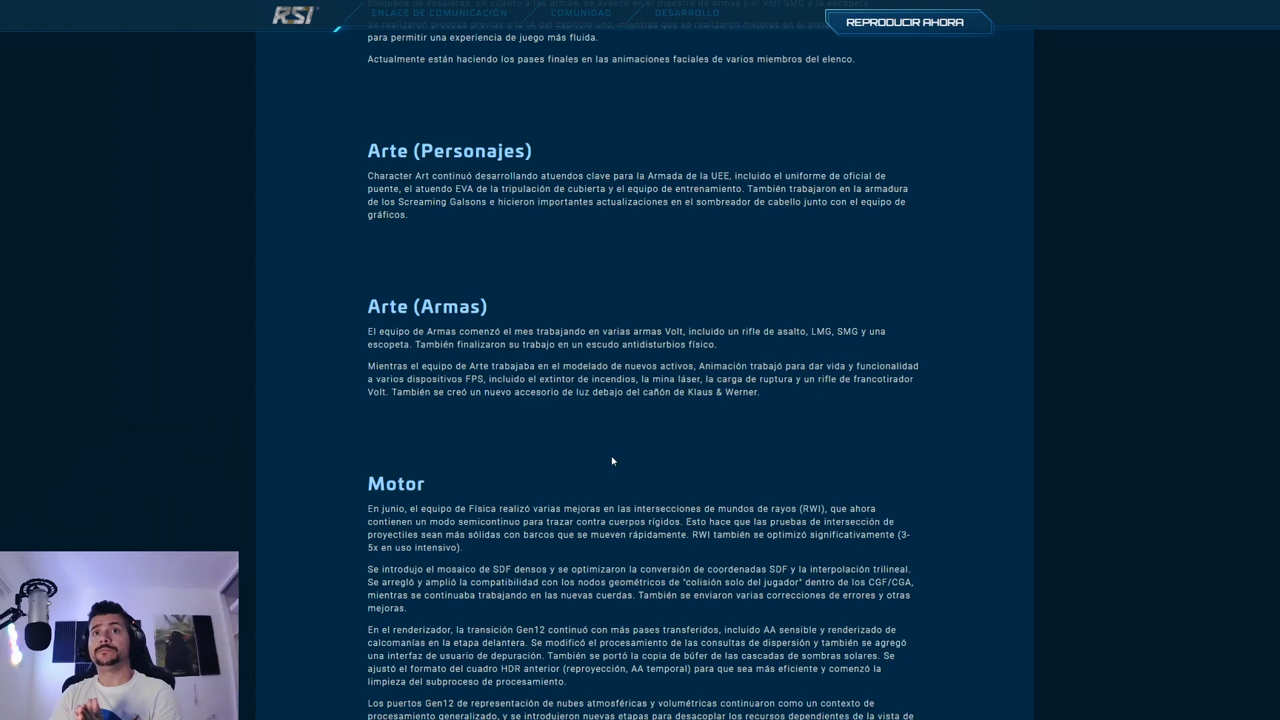 RSI
ENLACE DE COMUNICACIÓN
COMUNIDAD
DESARROLLO
REPRODUCIR AHORA
para permitir una experiencia de juego más fluida.
Actualmente están haciendo los pases finales en las animaciones faciales de varios miembros del elenco.
Arte (Personajes)
Character Art continuó desarrollando atuendos clave para la Armada de la UEE, incluido el uniforme de oficial de
puente, el atuendo EVA de la tripulación de cubierta y el equipo de entrenamiento. También trabajaron en la armadura
de los Screaming Galsons e hicieron importantes actualizaciones en el sombreador de cabello junto con el equipo de
gráficos.
Arte (Armas)
El equipo de Armas comenzó el mes trabajando en varias armas Volt, incluido un rifle de asalto, LMG, SMG y una
escopeta. También finalizaron su trabajo en un escudo antidisturbios físico.
Mientras el equipo de Arte trabajaba en el modelado de nuevos activos, Animación trabajó para dar vida y funcionalidad
a varios dispositivos FPS, incluido el extintor de incendios, la mina láser, la carga de ruptura y un rifle de francotirador
Volt. También se creó un nuevo accesorio de luz debajo del cañón de Klaus & Werner.
Motor
En junio, el equipo de Física realizó varias mejoras en las intersecciones de mundos de rayos (RWI), que ahora
contienen un modo semicontinuo para trazar contra cuerpos rígidos. Esto hace que las pruebas de intersección de
proyectiles sean más sólidas con barcos que se mueven rápidamente. RWI también se optimizó significativamente (3-
5x en uso intensivo).
Se introdujo el mosaico de SDF densos y se optimizaron la conversión de coordenadas SDF y la interpolación trilineal.
Se arregló y amplió la compatibilidad con los nodos geométricos de "colisión solo del jugador" dentro de los CGF/CGA,
mientras se continuaba trabajando en las nuevas cuerdas. También se enviaron varias correcciones de errores y otras
mejoras.
En el renderizador, la transición Gen12 continuó con más pases transferidos, incluido AA sensible y renderizado de
calcomanías en la etapa delantera. Se modificó el procesamiento de las consultas de dispersión y también se agregó
una interfaz de usuario de depuración. También se portó la copia de búfer de las cascadas de sombras solares. Se
ajustó el formato del cuadro HDR anterior (reproyección, AA temporal) para que sea más eficiente y comenzó la
limpieza del subproceso de procesamiento.
Los puertos Gen12 de representación de nubes atmosféricas y volumétricas continuaron como un contexto de
procesamiento generalizado, y se introdujeron nuevas etapas para desacoplar los recursos dependientes de la vista de